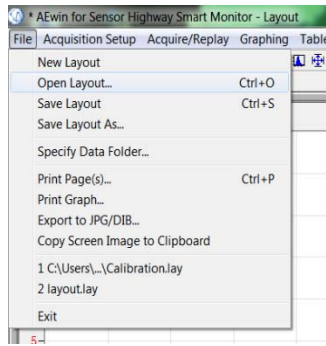 * AEwin for Sensor Highway Smart Monitor - Layout
File Acquisition Setup Acquire/Replay Graphing Table
New Layout
Open Layout... Ctrl+O
Save Layout Ctrl+S
Save Layout As...
Specify Data Folder...
Print Page(s)... Ctrl+P
Print Graph...
Export to JPG/DIB...
Copy Screen Image to Clipboard
1 C:\Users\...\Calibration.lay
2 layout.lay
Exit
5